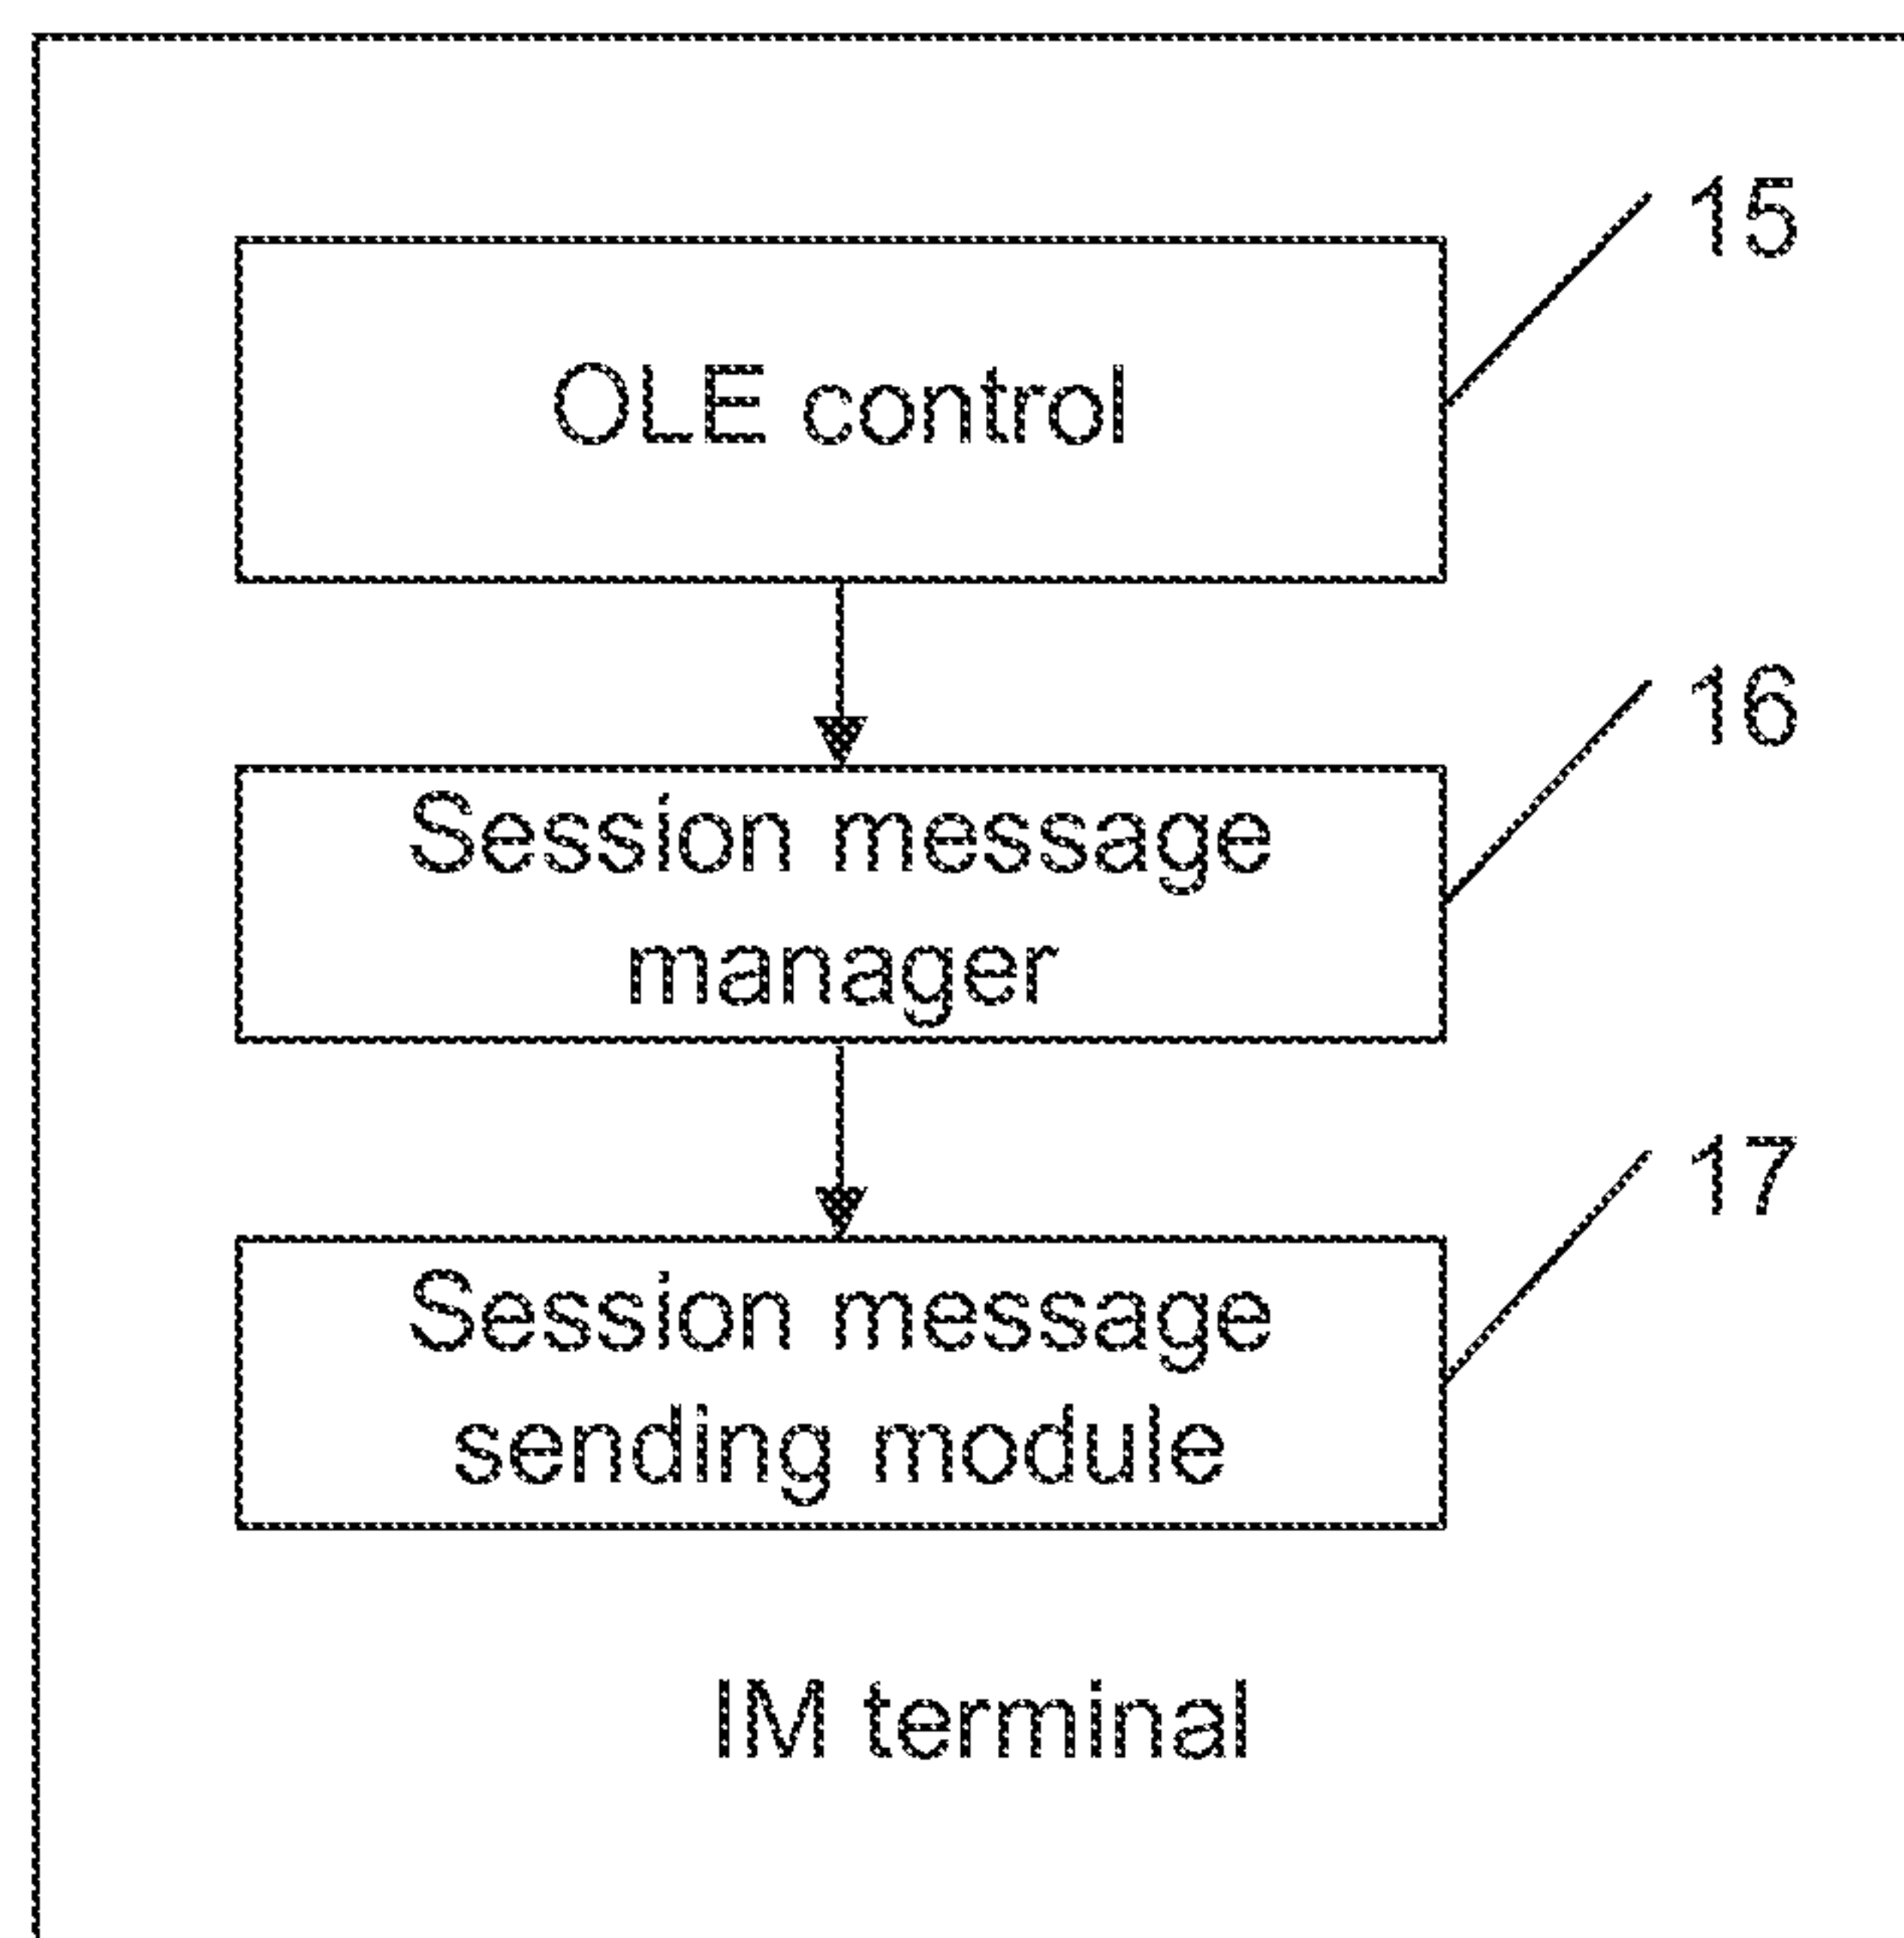 15
OLE control
16
Session message
manager
17
Session message
sending module
IM terminal